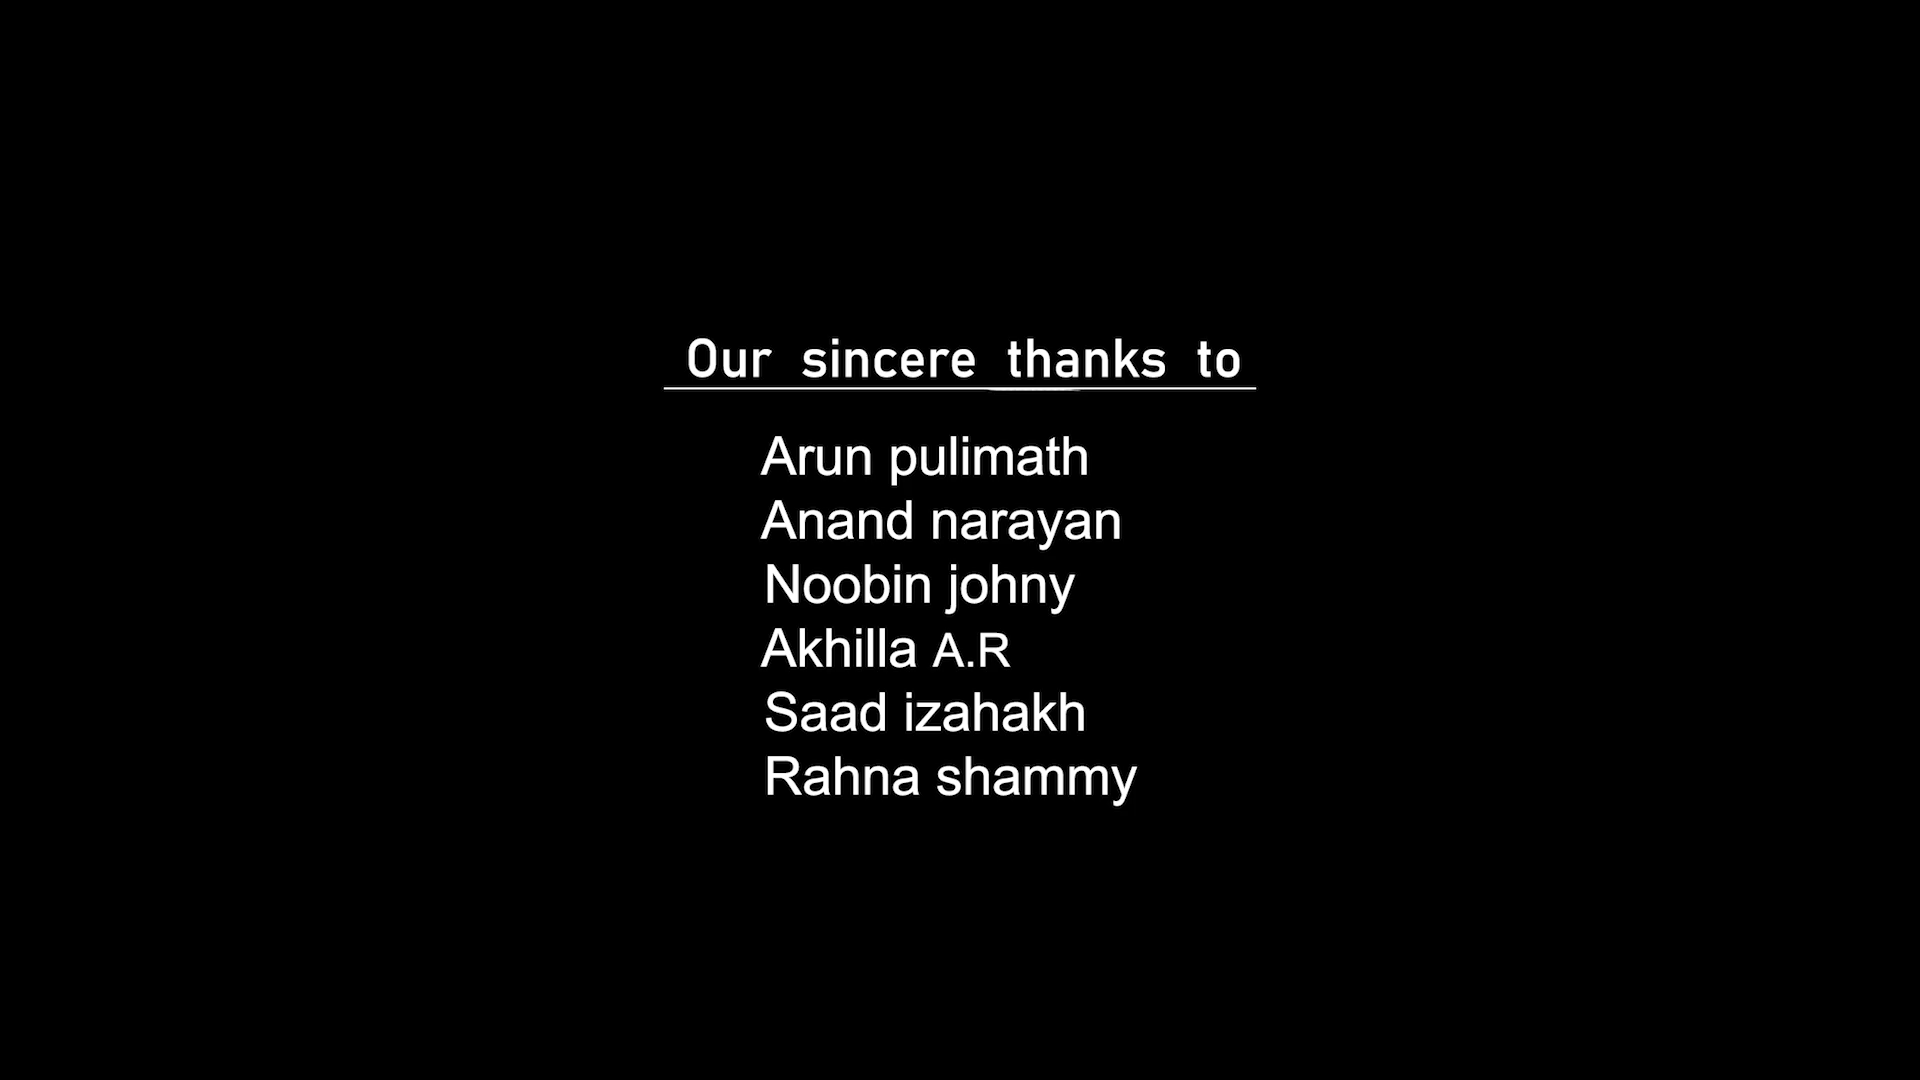 Our sincere thanks to
Arun pulimath
Anand narayan
Noobin johny
Akhilla A.R
Saad izahakh
Rahna shammy